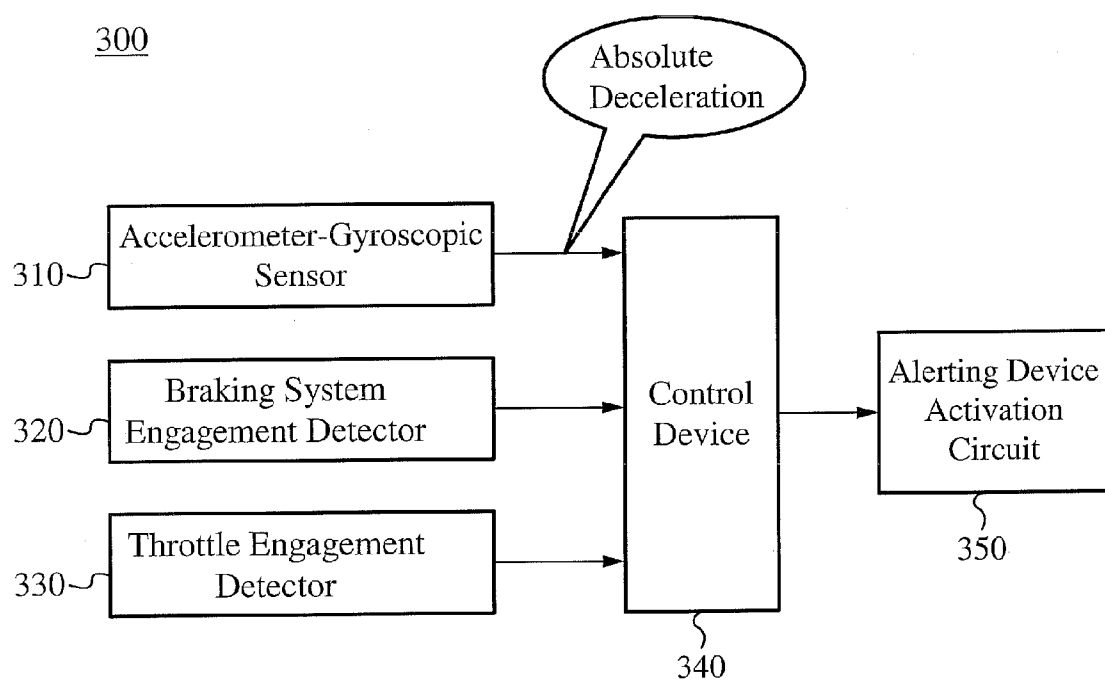 300
Absolute
Deceleration
Accelerometer-Gyroscopic
Sensor
310
Braking System
Engagement Detector
320
Throttle Engagement
Detector
330
Control
Device
340
Alerting Device
Activation
Circuit
350